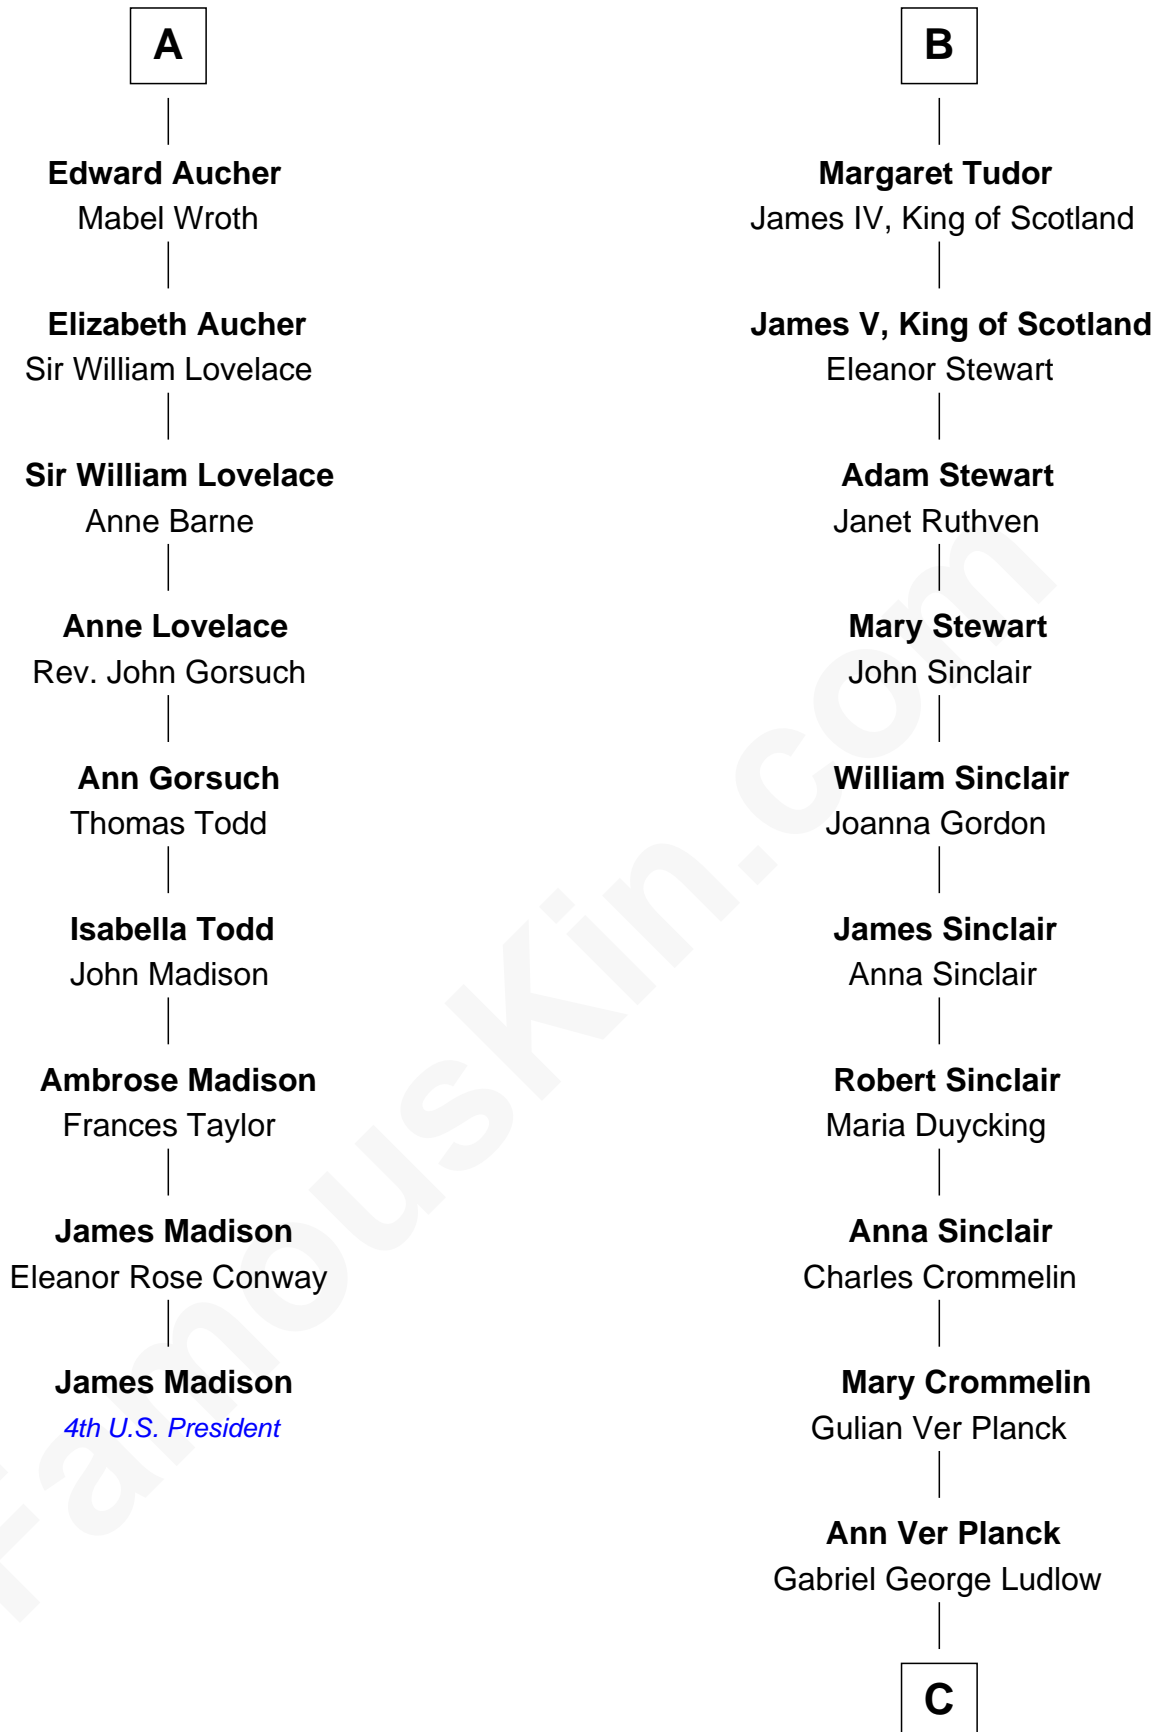 A
Edward Aucher
Mabel Wroth
Elizabeth Aucher
Sir William Lovelace
Sir William Lovelace
Anne Barne
Anne Lovelace
Rev. John Gorsuch
Ann Gorsuch
Thomas Todd
Isabella Todd
John Madison
Ambrose Madison
Frances Taylor
James Madison
Eleanor Rose Conway
James Madison
4th U.S. President
B
Margaret Tudor
James IV, King of Scotland
James V, King of Scotland
Eleanor Stewart
Adam Stewart
Janet Ruthven
Mary Stewart
John Sinclair
William Sinclair
Joanna Gordon
James Sinclair
Anna Sinclair
Robert Sinclair
Maria Duycking
Anna Sinclair
Charles Crommelin
Mary Crommelin
Gulian Ver Planck
Ann Ver Planck
Gabriel George Ludlow
C
FamousKin.com